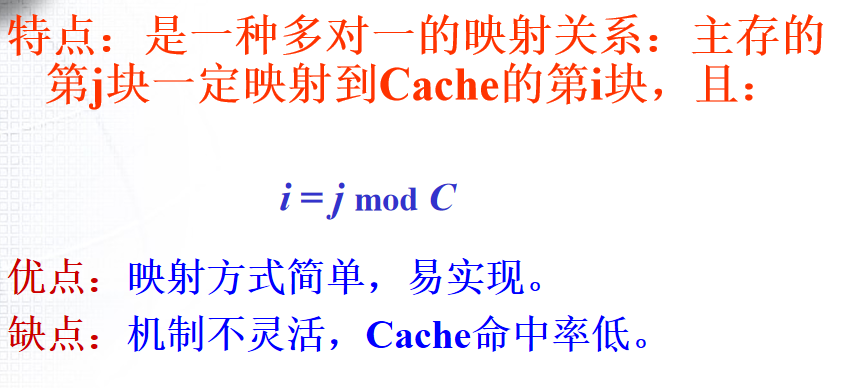 特点：是一种多对一的映射关系：主存的
第j块一定映射到Cache的第i块，且：
i = j mod C
优点：映射方式简单，易实现。
缺点：机制不灵活，Cache命中率低。